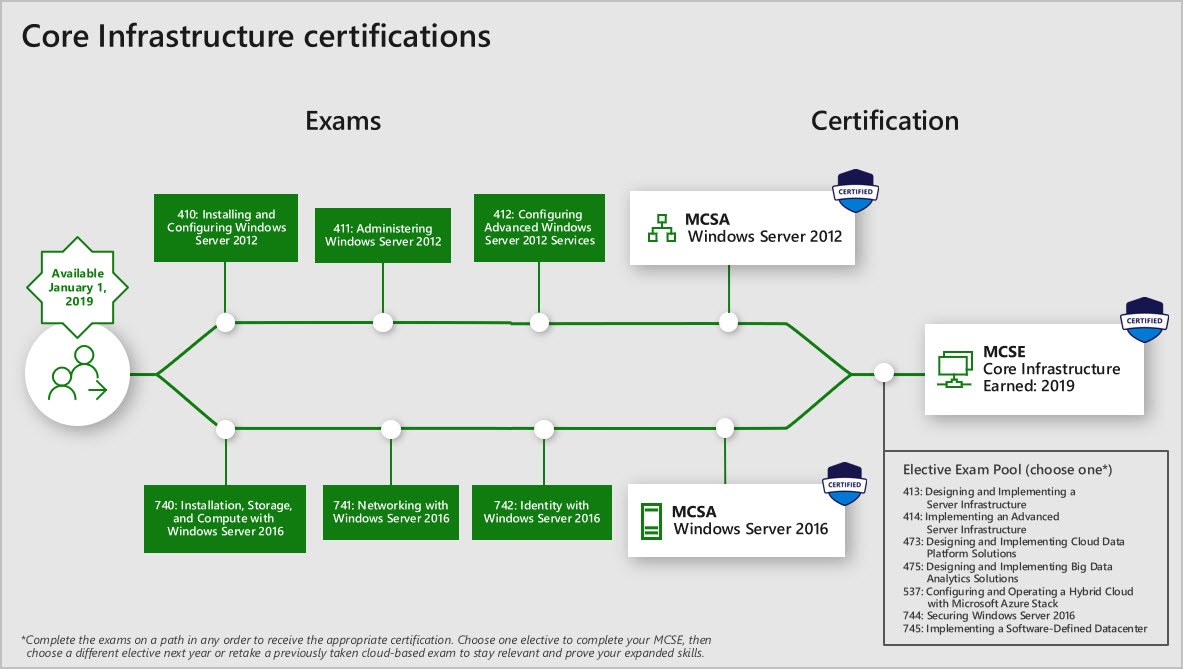 Core Infrastructure certifications
Exams
Certification
410: Installing and
Configuring Windows
Server 2012
411: Administering
Windows Server 2012
412: Configuring
Advanced Windows
Server 2012 Services
CERTIFIED
MCSA
Windows Server 2012
Available
January 1,
2019
CERTIFIED
MCSE
Core Infrastructure
Earned: 2019
740: Installation, Storage,
and Compute with
Windows Server 2016
741: Networking with
Windows Server 2016
742: Identity with
Windows Server 2016
CERTIFIED
MCSA
Windows Server 2016
Elective Exam Pool (choose one*)
413: Designing and Implementing a
Server Infrastructure
414: Implementing an Advanced
Server Infrastructure
473: Designing and Implementing Cloud Data
Platform Solutions
475: Designing and Implementing Big Data
Analytics Solutions
537: Configuring and Operating a Hybrid Cloud
with Microsoft Azure Stack
744: Securing Windows Server 2016
745: Implementing a Software-Defined Datacenter
*Complete the exams on a path in any order to receive the appropriate certification. Choose one elective to complete your MCSE, then
choose a different elective next year or retake a previously taken cloud-based exam to stay relevant and prove your expanded skills.